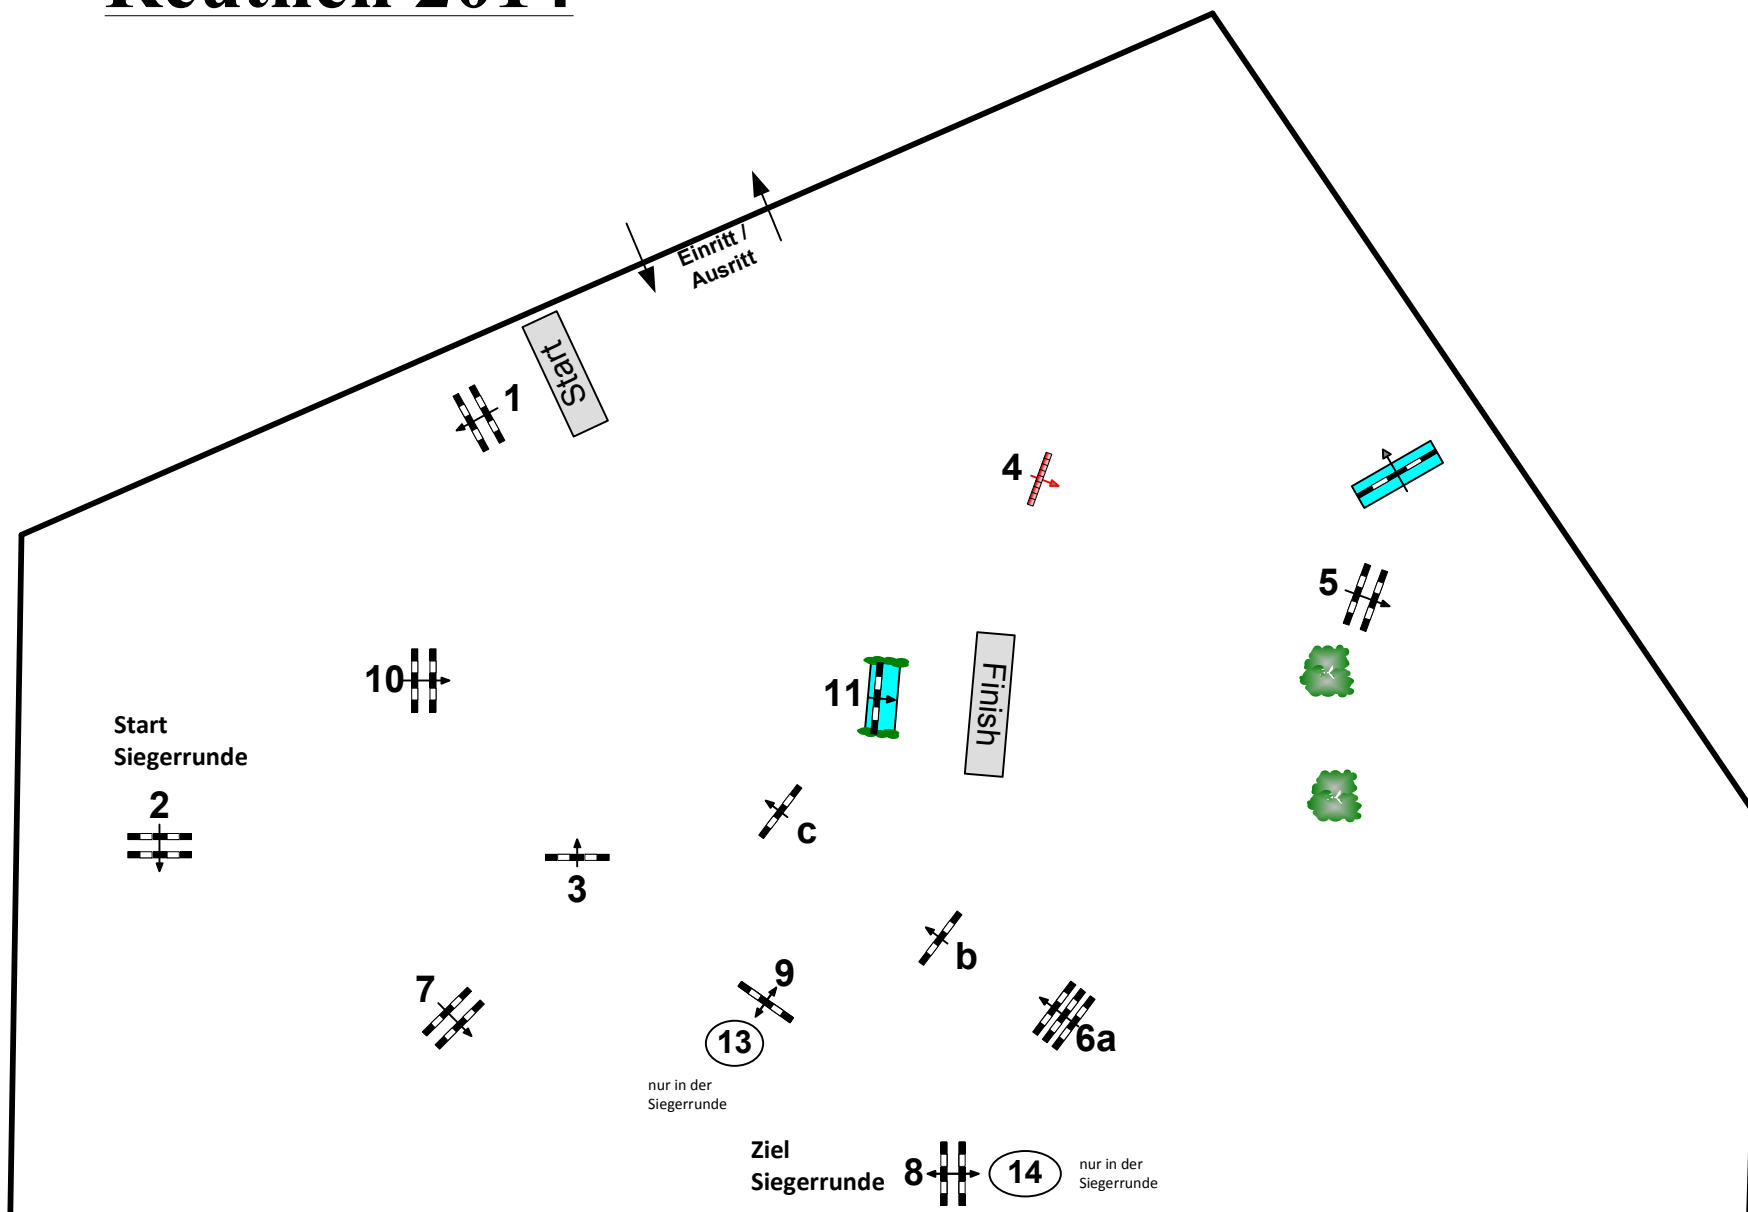 2014
Einritt /
Ausritt
Start
1
4
5
10
11
Finish
Start
Siegerrunde
2
c
3
b
7
9
13
6a
nur in der
Siegerrunde
Ziel
Siegerrunde
8
14
nur in der
Siegerrunde